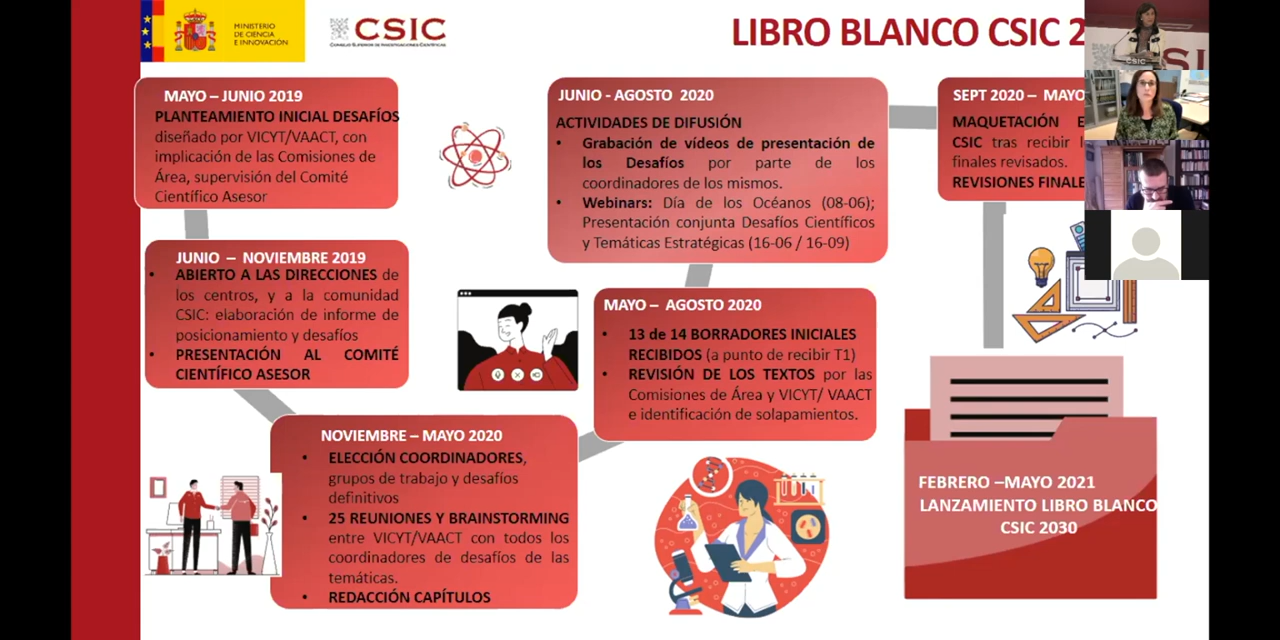 MINISTERIO
DE CIENCIA
E INNOVACIÓN
CSIC
CONSEJO SUPERIOR DE INVESTIGACIONES CIENTÍFICAS
LIBRO BLANCO CSIC 2
MAYO – JUNIO 2019
PLANTEAMIENTO INICIAL DESAFÍOS
diseñado por VICYT/VAACT, con
implicación de las Comisiones de
Área, supervisión del Comité
Científico Asesor
JUNIO – NOVIEMBRE 2019
• ABIERTO A LAS DIRECCIONES de
los centros, y a la comunidad
CSIC: elaboración de informe de
posicionamiento y desafíos
• PRESENTACIÓN AL COMITÉ
CIENTÍFICO ASESOR
NOVIEMBRE – MAYO 2020
• ELECCIÓN COORDINADORES,
grupos de trabajo y desafíos
definitivos
• 25 REUNIONES Y BRAINSTORMING
entre VICYT/VAACT con todos los
coordinadores de desafíos de las
temáticas.
• REDACCIÓN CAPÍTULOS
MAYO – AGOSTO 2020
• 13 de 14 BORRADORES INICIALES
RECIBIDOS (a punto de recibir T1)
• REVISIÓN DE LOS TEXTOS por las
Comisiones de Área y VICYT/ VAACT
e identificación de solapamientos.
JUNIO - AGOSTO 2020
ACTIVIDADES DE DIFUSIÓN
• Grabación de vídeos de presentación de
los Desafíos por parte de los
coordinadores de los mismos.
• Webinars: Día de los Océanos (08-06);
Presentación conjunta Desafíos Científicos
y Temáticas Estratégicas (16-06 / 16-09)
SEPT 2020 – MAYO
MAQUETACIÓN E
CSIC tras recibir l
finales revisados.
REVISIONES FINALE
FEBRERO –MAYO 2021
LANZAMIENTO LIBRO BLANCO
CSIC 2030
CSIC